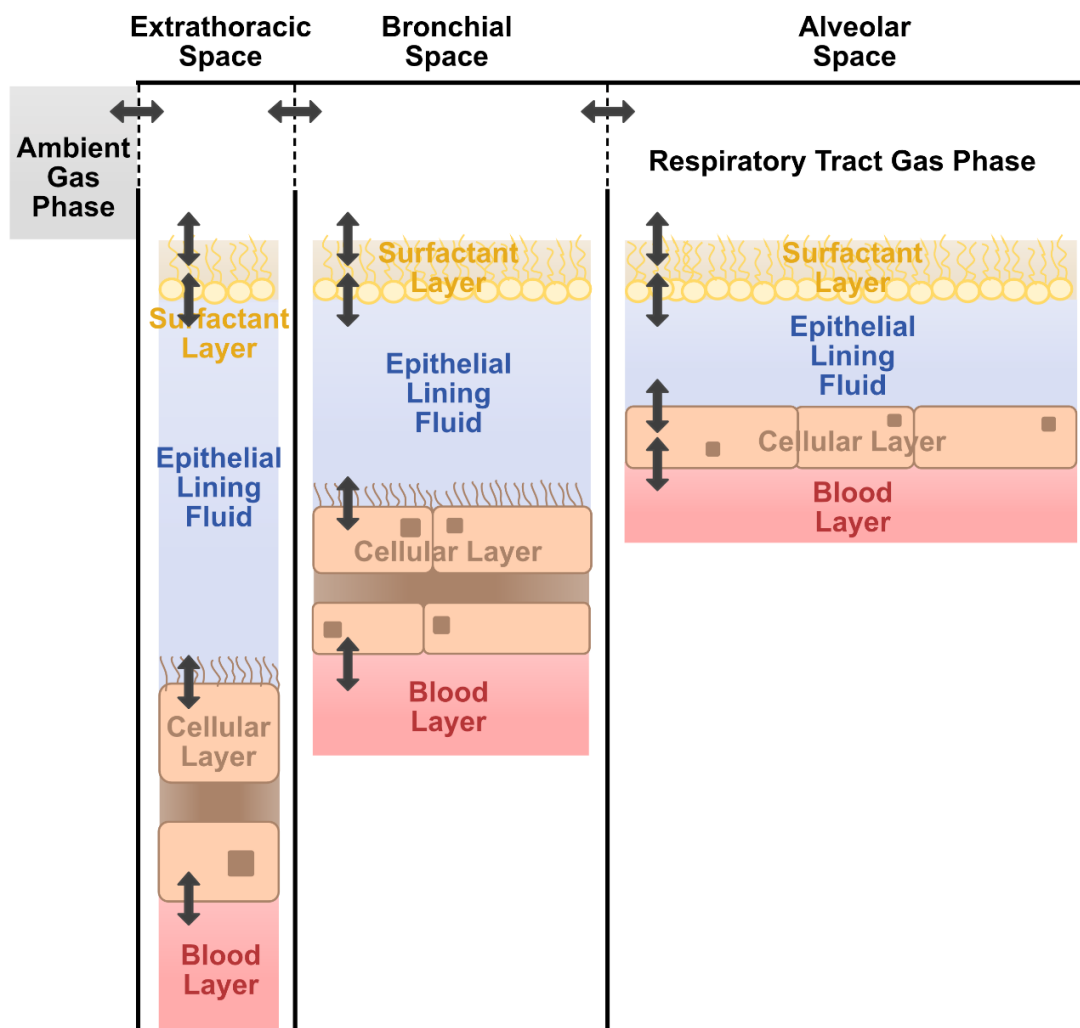 Extrathoracic
Space
Bronchial
Space
Alveolar
Space
Ambient
Gas
Phase
Respiratory Tract Gas Phase
Surfactant
Layer
Epithelial
Lining
Fluid
Cellular
Layer
Blood
Layer
Surfactant
Layer
Epithelial
Lining
Fluid
Cellular Layer
Blood
Layer
Surfactant
Layer
Epithelial
Lining
Fluid
Cellular Layer
Blood
Layer